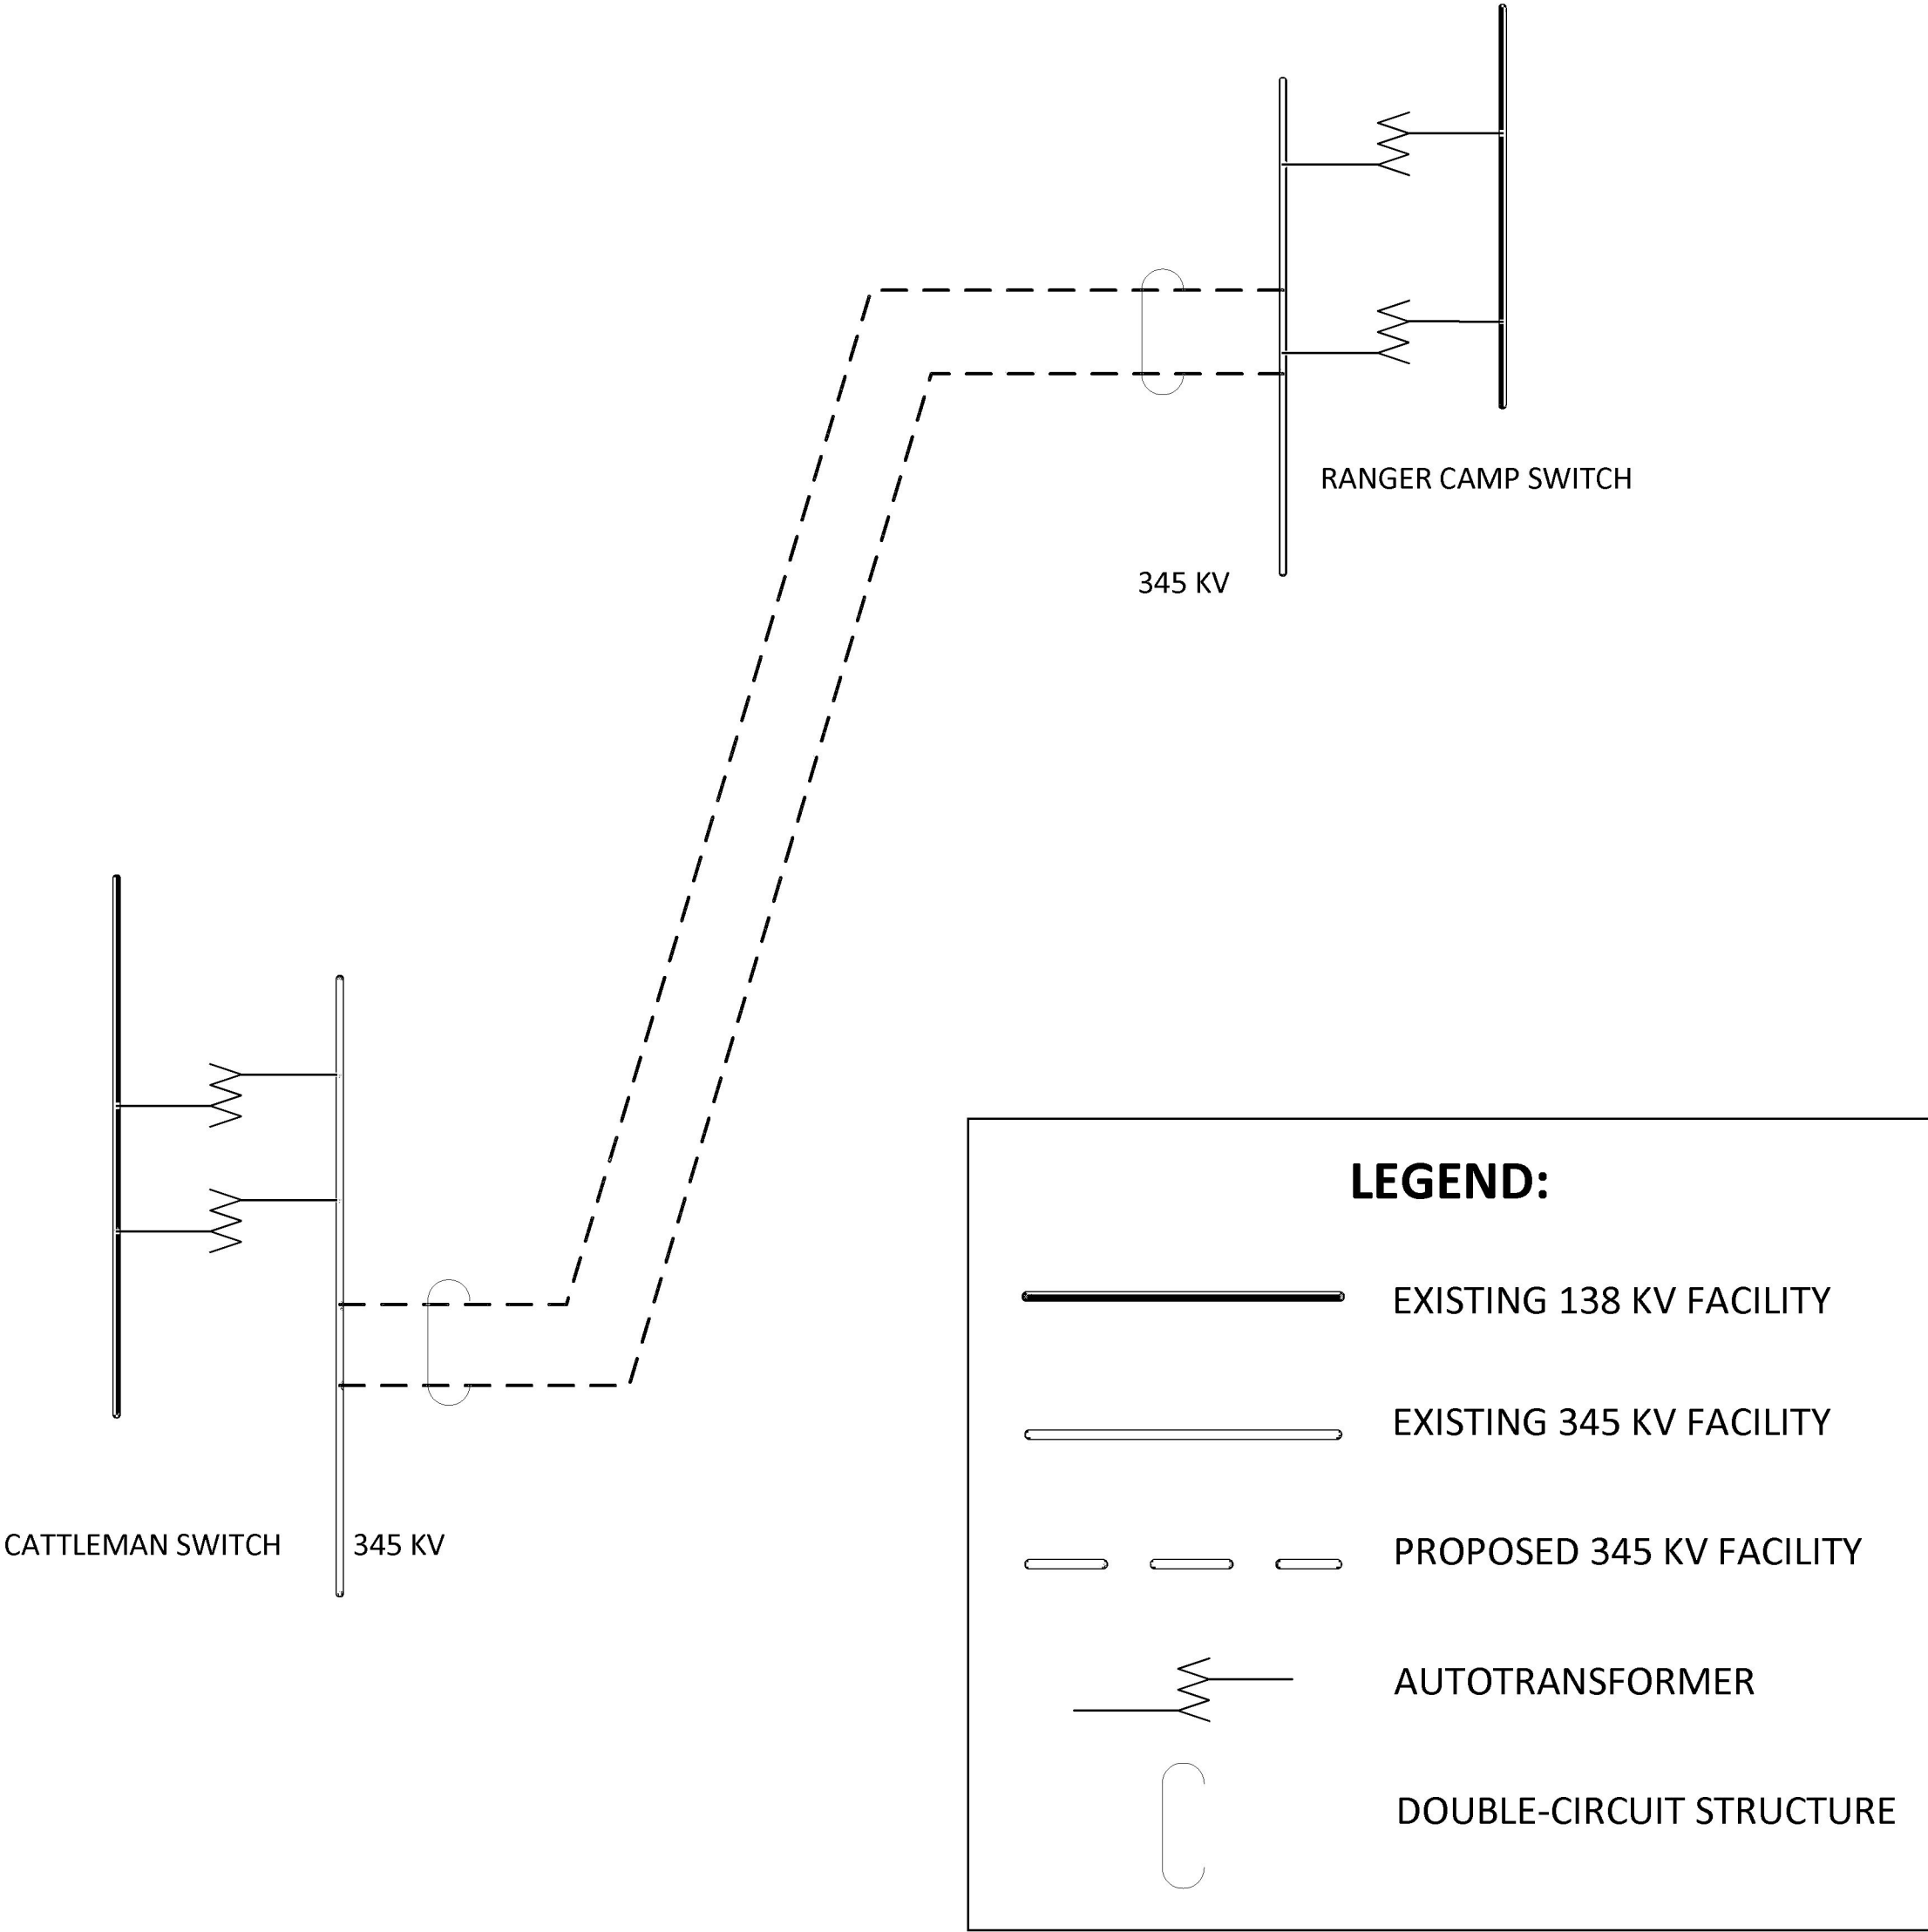 RANGER CAMP SWITCH
345 KV
CATTLEMAN SWITCH
345 KV
LEGEND:
EXISTING 138 KV FACILITY
EXISTING 345 KV FACILITY
PROPOSED 345 KV FACILITY
AUTOTRANSFORMER
DOUBLE-CIRCUIT STRUCTURE